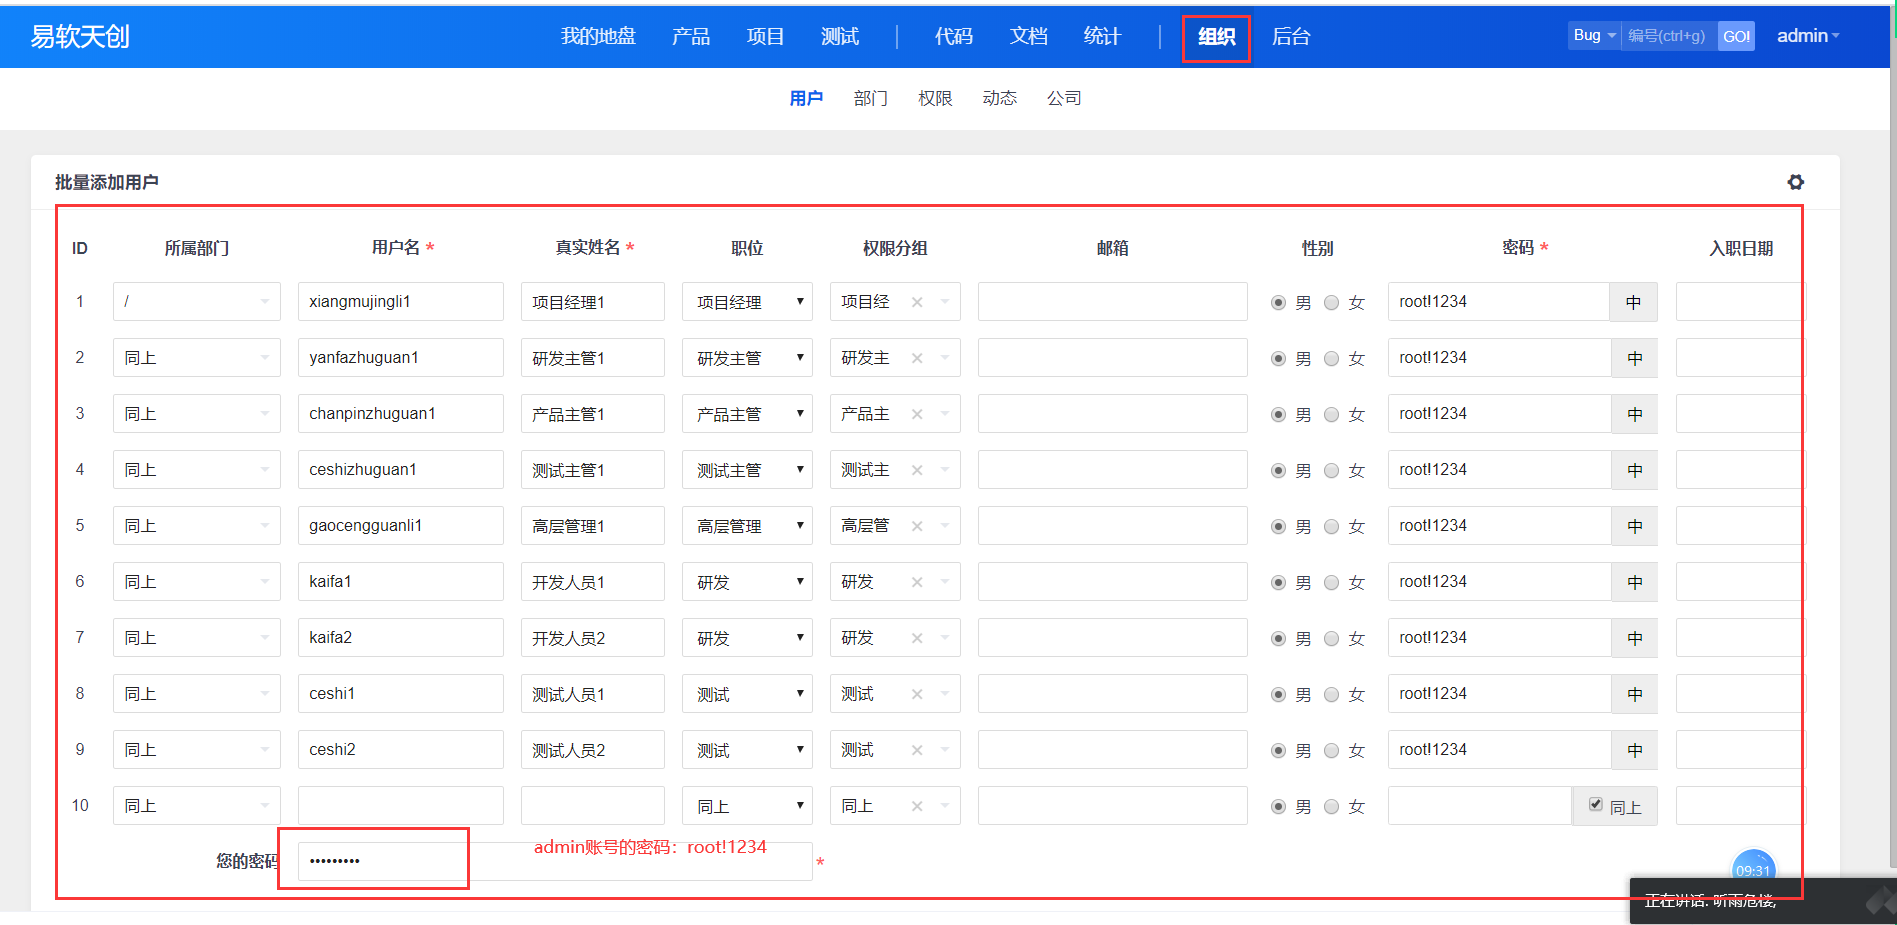 易软天创 我的地盘 产品 项目 测试 代码 文档 统计 组织 后台 Bug 编号(ctrl+g) GO! admin
用户 部门 权限 动态 公司
批量添加用户
ID 所属部门 用户名 * 真实姓名 * 职位 权限分组 邮箱 性别 密码 * 入职日期
1 / xiangmujingli1 项目经理1 项目经理 项目经 男 女 root!1234 中
2 同上 yanfazhuguan1 研发主管1 研发主管 研发主 男 女 root!1234 中
3 同上 chanpinzhuguan1 产品主管1 产品主管 产品主 男 女 root!1234 中
4 同上 ceshizhuguan1 测试主管1 测试主管 测试主 男 女 root!1234 中
5 同上 gaocengguanli1 高层管理1 高层管理 高层管 男 女 root!1234 中
6 同上 kaifa1 开发人员1 研发 研发 男 女 root!1234 中
7 同上 kaifa2 开发人员2 研发 研发 男 女 root!1234 中
8 同上 ceshi1 测试人员1 测试 测试 男 女 root!1234 中
9 同上 ceshi2 测试人员2 测试 测试 男 女 root!1234 中
10 同上 同上 同上 男 女 同上
您的密码 ••••••••• admin账号的密码：root!1234 *
09:31
正在讲话: 听雨危楼;